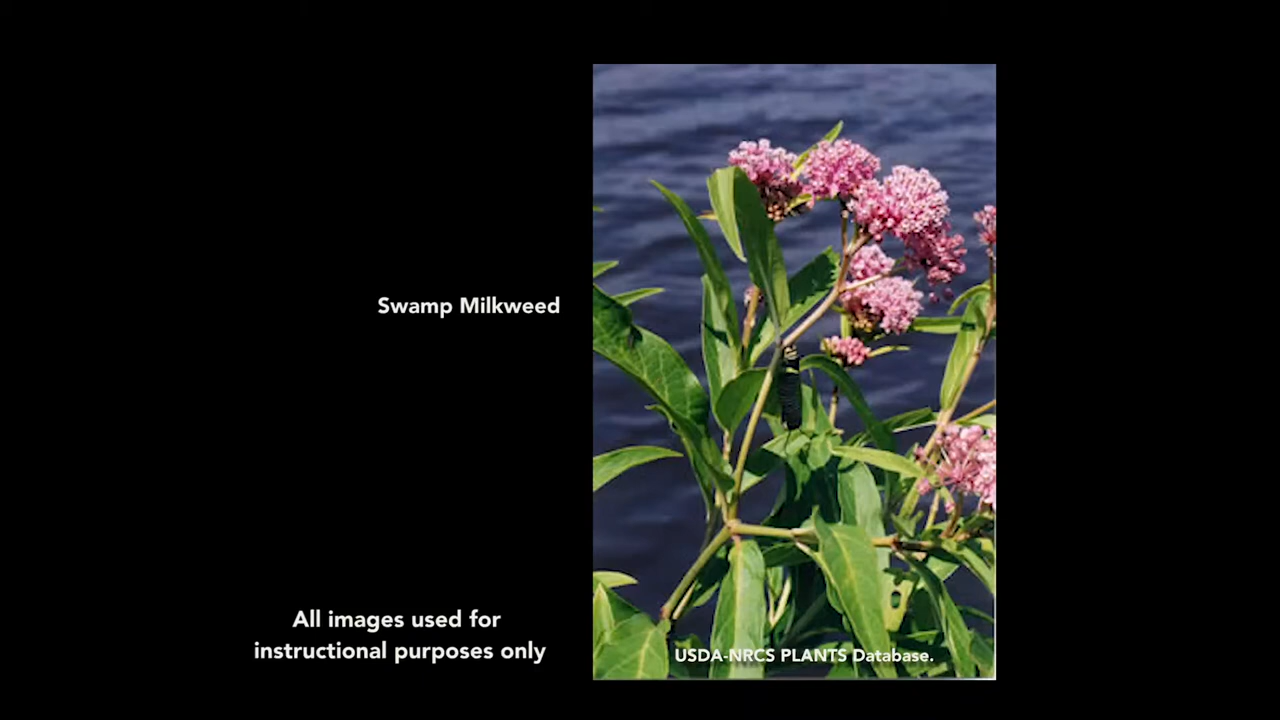 Swamp Milkweed
All images used for
instructional purposes only
USDA-NRCS PLANTS Database.